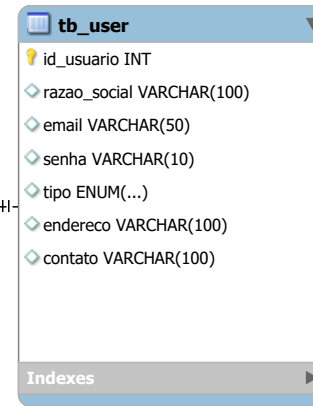 tb_user
id_usuario INT
razao_social VARCHAR(100)
email VARCHAR(50)
senha VARCHAR(10)
tipo ENUM(...)
endereco VARCHAR(100)
contato VARCHAR(100)
Indexes